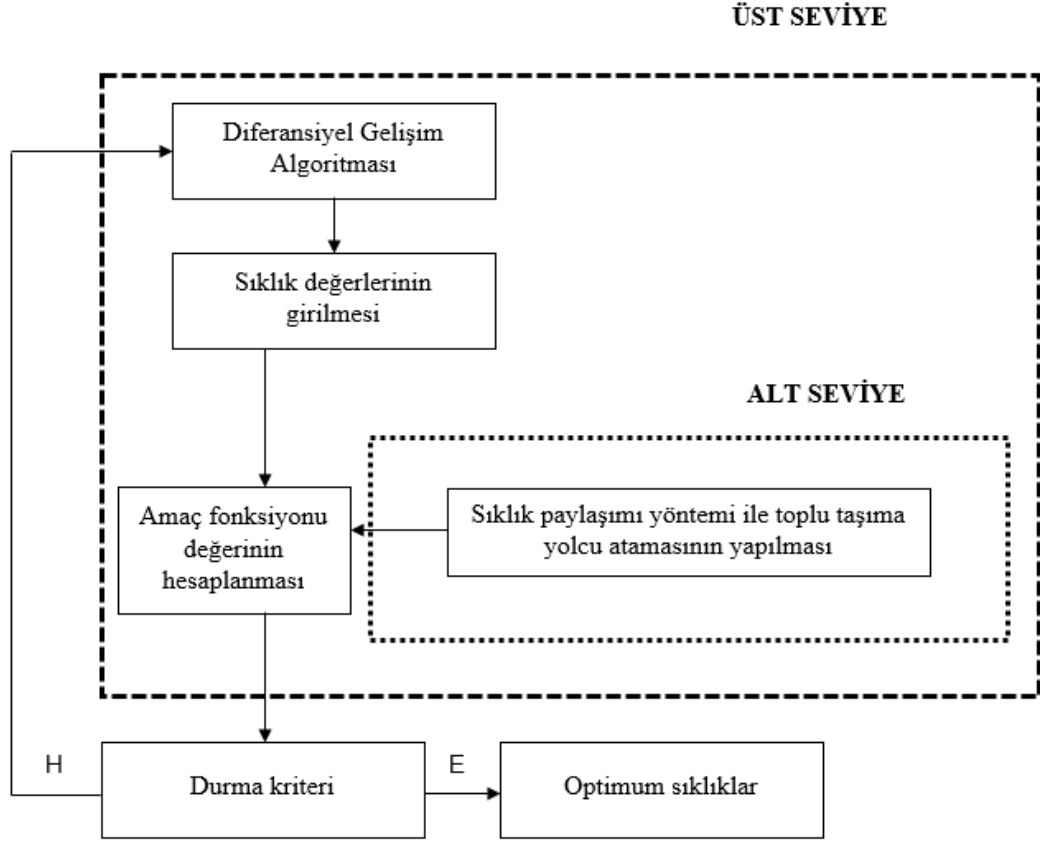 ÜST SEVİYE
Diferansiyel Gelişim
Algoritması
Sıklık değerlerinin
girilmesi
ALT SEVİYE
Amaç fonksiyonu
değerinin
hesaplanması
Sıklık paylaşımı yöntemi ile toplu taşıma
yolcu atamasının yapılması
H
Durma kriteri
E
Optimum sıklıklar